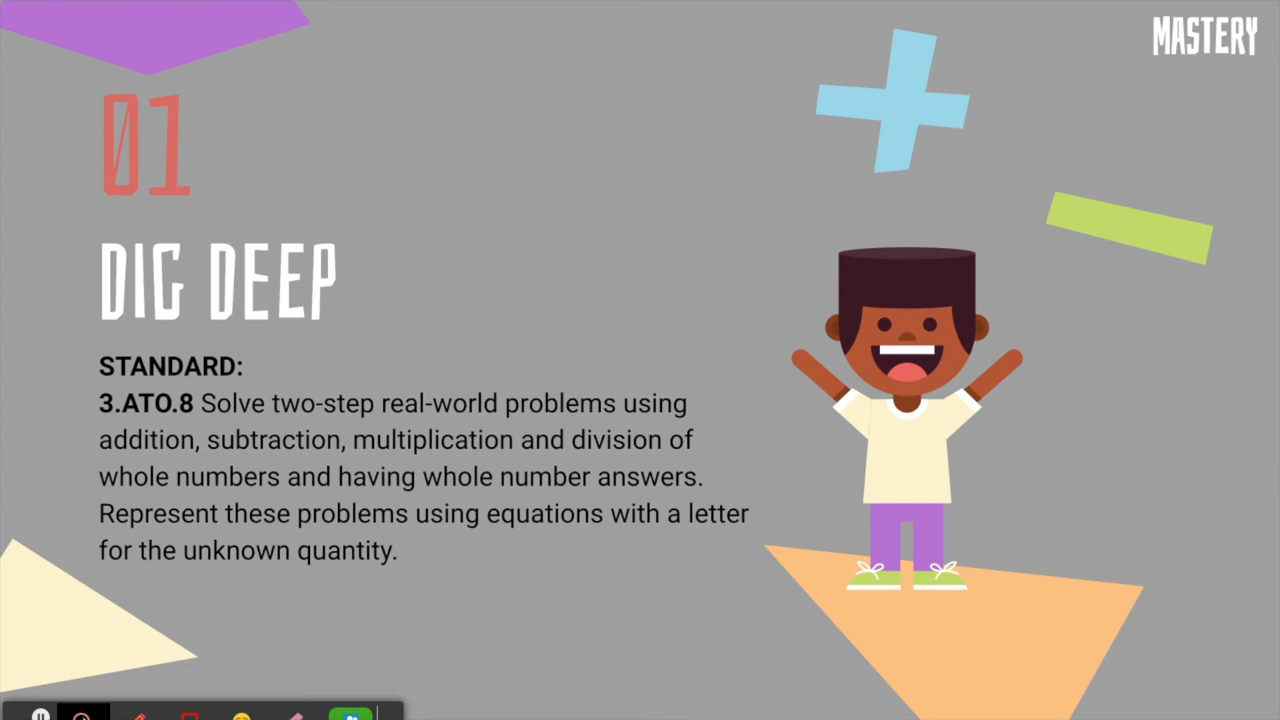 MASTERY
01
DIG DEEP
STANDARD:
3.ATO.8 Solve two-step real-world problems using
addition, subtraction, multiplication and division of
whole numbers and having whole number answers.
Represent these problems using equations with a letter
for the unknown quantity.